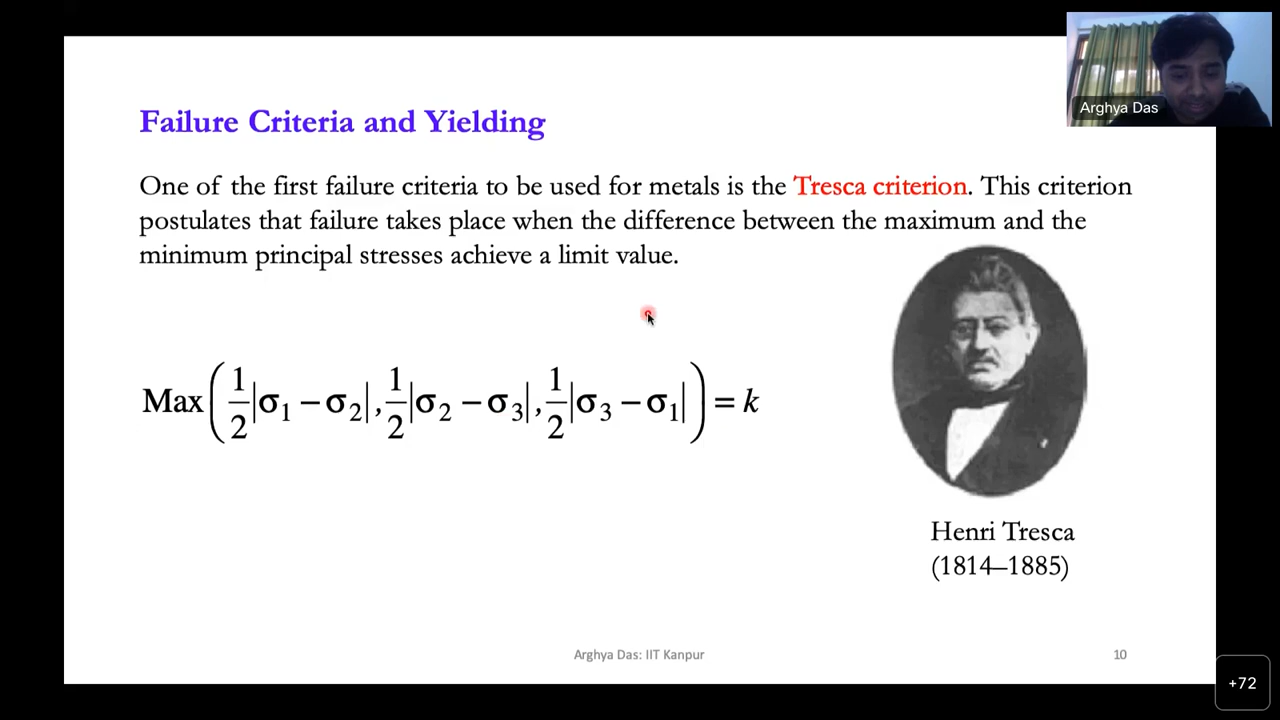 Arghya Das
Failure Criteria and Yielding
One of the first failure criteria to be used for metals is the Tresca criterion. This criterion
postulates that failure takes place when the difference between the maximum and the
minimum principal stresses achieve a limit value.
Max(1/2|σ₁ − σ₂|, 1/2|σ₂ − σ₃|, 1/2|σ₃ − σ₁|) = k
Henri Tresca
(1814–1885)
Arghya Das: IIT Kanpur
10
+72